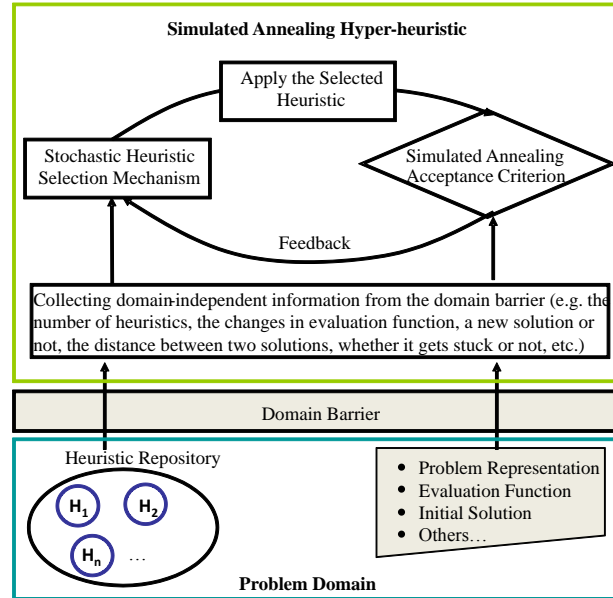 Simulated Annealing Hyper-heuristic
Apply the Selected
Heuristic
Stochastic Heuristic
Selection Mechanism
Simulated Annealing
Acceptance Criterion
Feedback
Collecting domain-independent information from the domain barrier (e.g. the
number of heuristics, the changes in evaluation function, a new solution or
not, the distance between two solutions, whether it gets stuck or not, etc.)
Domain Barrier
Heuristic Repository
H1
H2
Hn
...
• Problem Representation
• Evaluation Function
• Initial Solution
• Others…
Problem Domain